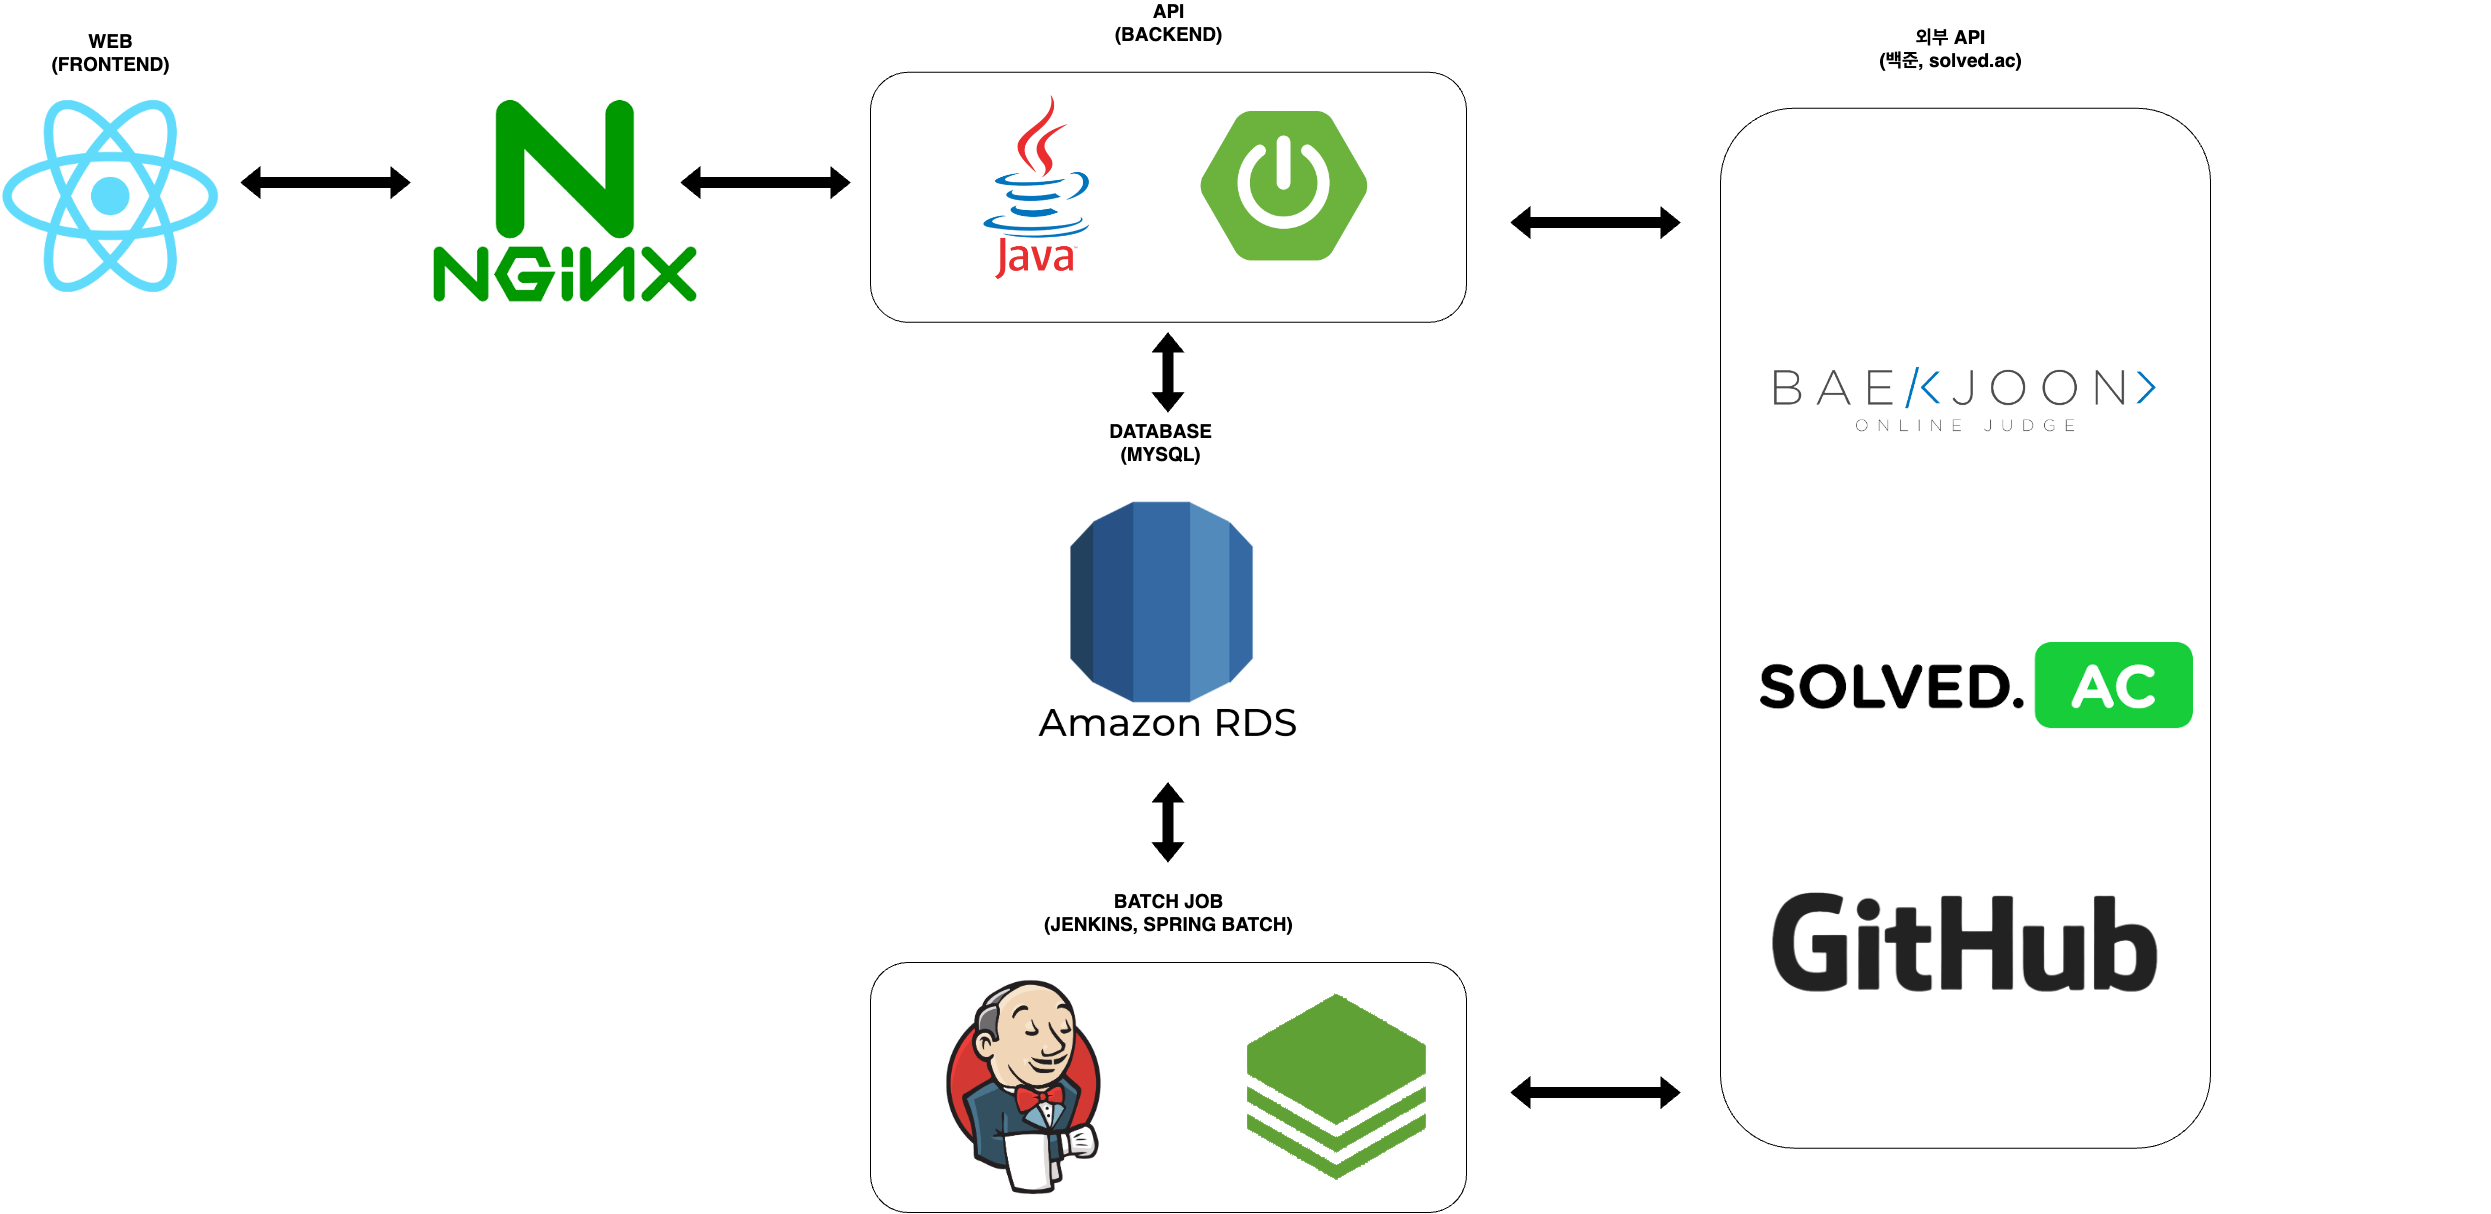 WEB
(FRONTEND)
NGINX
API
(BACKEND)
Java
외부 API
(백준, solved.ac)
BAEKJOON>
ONLINE JUDGE
DATABASE
(MYSQL)
Amazon RDS
SOLVED.AC
GitHub
BATCH JOB
(JENKINS, SPRING BATCH)